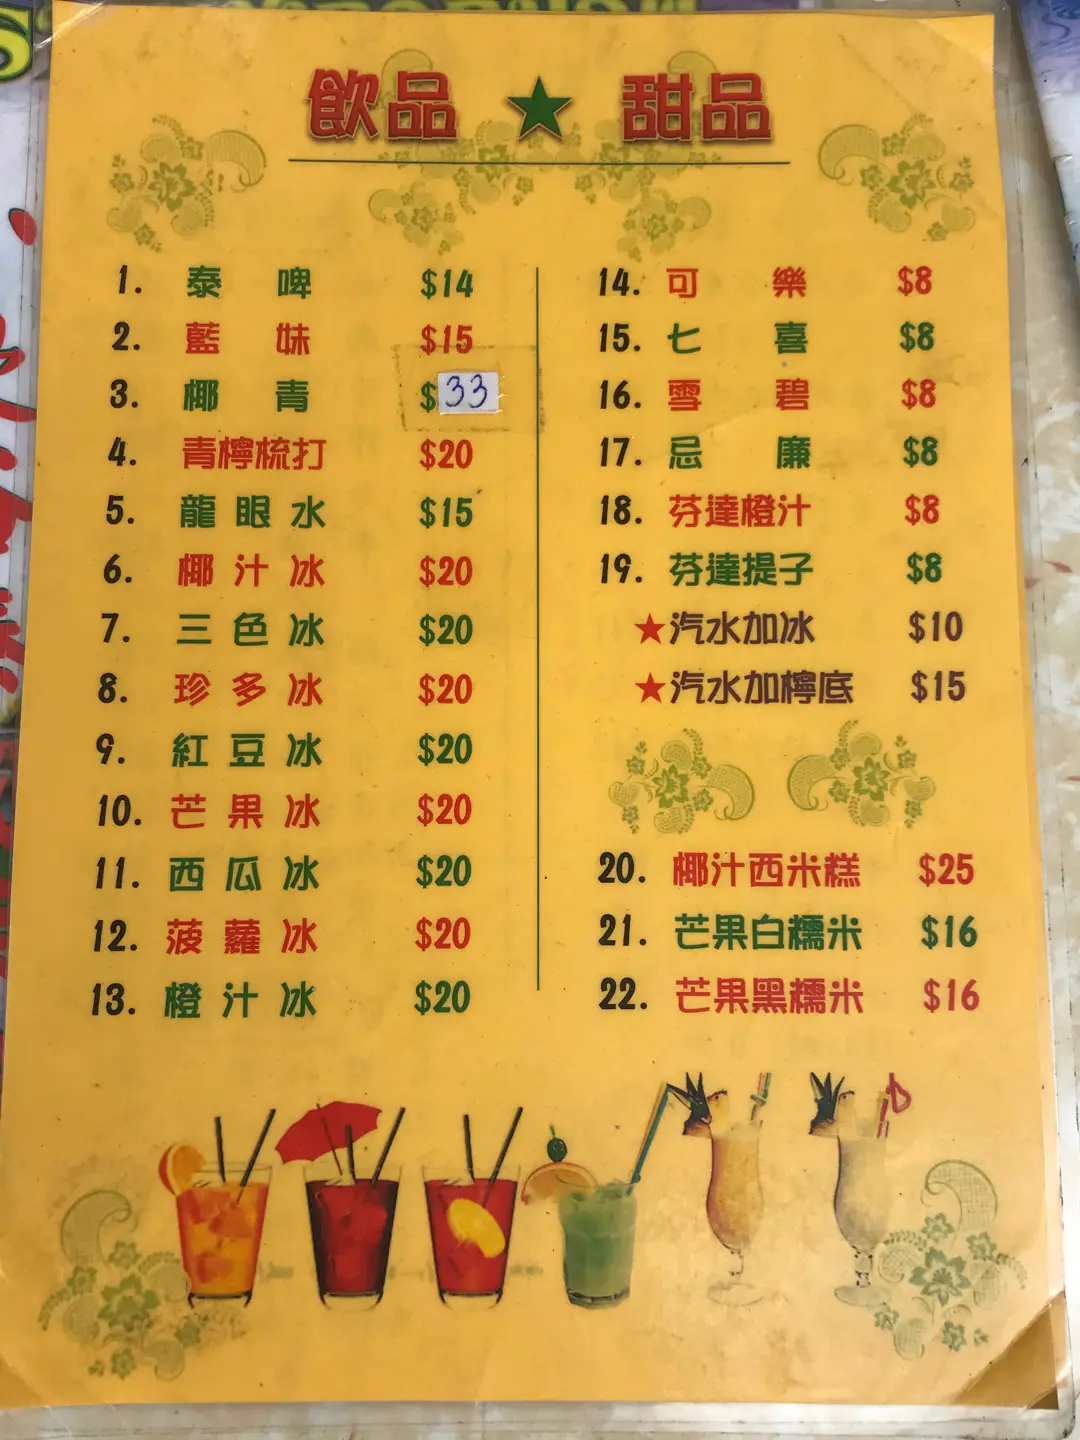 飲品 ★ 甜品
1. 泰啤 $14
2. 藍妹 $15
3. 椰青 $33
4. 青檸梳打 $20
5. 龍眼水 $15
6. 椰汁冰 $20
7. 三色冰 $20
8. 珍多冰 $20
9. 紅豆冰 $20
10. 芒果冰 $20
11. 西瓜冰 $20
12. 菠蘿冰 $20
13. 橙汁冰 $20
14. 可樂 $8
15. 七喜 $8
16. 雪碧 $8
17. 忌廉 $8
18. 芬達橙汁 $8
19. 芬達提子 $8
★汽水加冰 $10
★汽水加檸底 $15
20. 椰汁西米糕 $25
21. 芒果白糯米 $16
22. 芒果黑糯米 $16